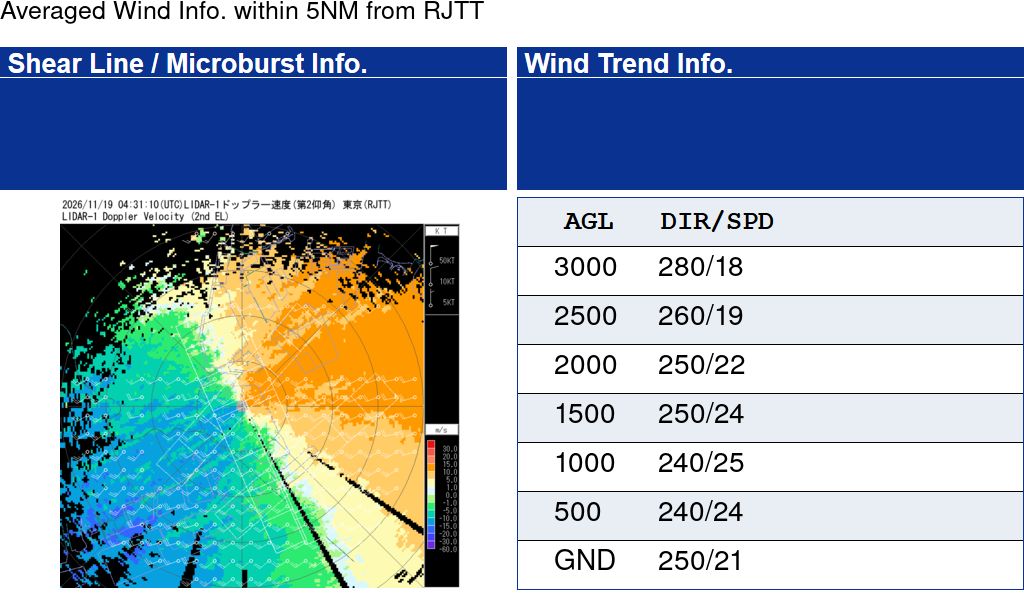 Averaged Wind Info. within 5NM from RJTT
Shear Line / Microburst Info.
Wind Trend Info.
2026/11/19 04:31:10(UTC)LIDAR-1ドップラー速度(第2仰角) 東京(RJTT)
LIDAR-1 Doppler Velocity (2nd EL)
K T
50KT
10KT
5KT
m/s
30.0
20.0
15.0
10.0
5.0
1.0
0.0
-1.0
-5.0
-10.0
-15.0
-20.0
-30.0
-60.0
AGL DIR/SPD
3000 280/18
2500 260/19
2000 250/22
1500 250/24
1000 240/25
500 240/24
GND 250/21